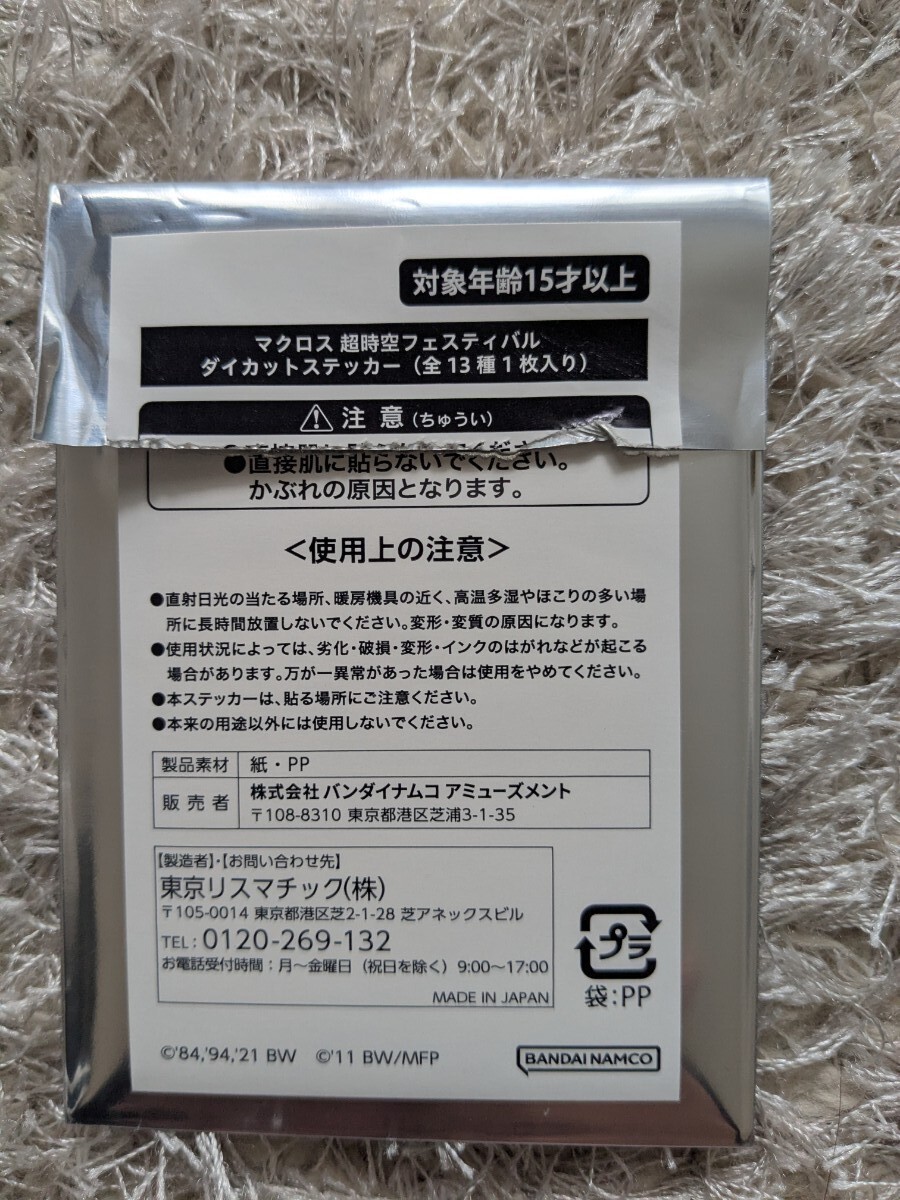 対象年齢15才以上
マクロス 超時空フェスティバル
ダイカットステッカー（全13種1枚入り）
注意（ちゅうい）
●直接肌に貼らないでください。
かぶれの原因となります。
＜使用上の注意＞
●直射日光の当たる場所、暖房機具の近く、高温多湿やほこりの多い場
所に長時間放置しないでください。変形・変質の原因になります。
●使用状況によっては、劣化・破損・変形・インクのはがれなどが起こる
場合があります。万が一異常があった場合は使用をやめてください。
●本ステッカーは、貼る場所にご注意ください。
●本来の用途以外には使用しないでください。
製品素材 紙・PP
販売者 株式会社 バンダイナムコ アミューズメント
〒108-8310 東京都港区芝浦3-1-35
【製造者】・【お問い合わせ先】
東京リスマチック(株)
〒105-0014 東京都港区芝2-1-28 芝アネックスビル
TEL：0120-269-132
お電話受付時間：月～金曜日（祝日を除く）9:00～17:00
MADE IN JAPAN
プラ
袋：PP
©'84,'94,'21 BW ©'11 BW/MFP
BANDAI NAMCO